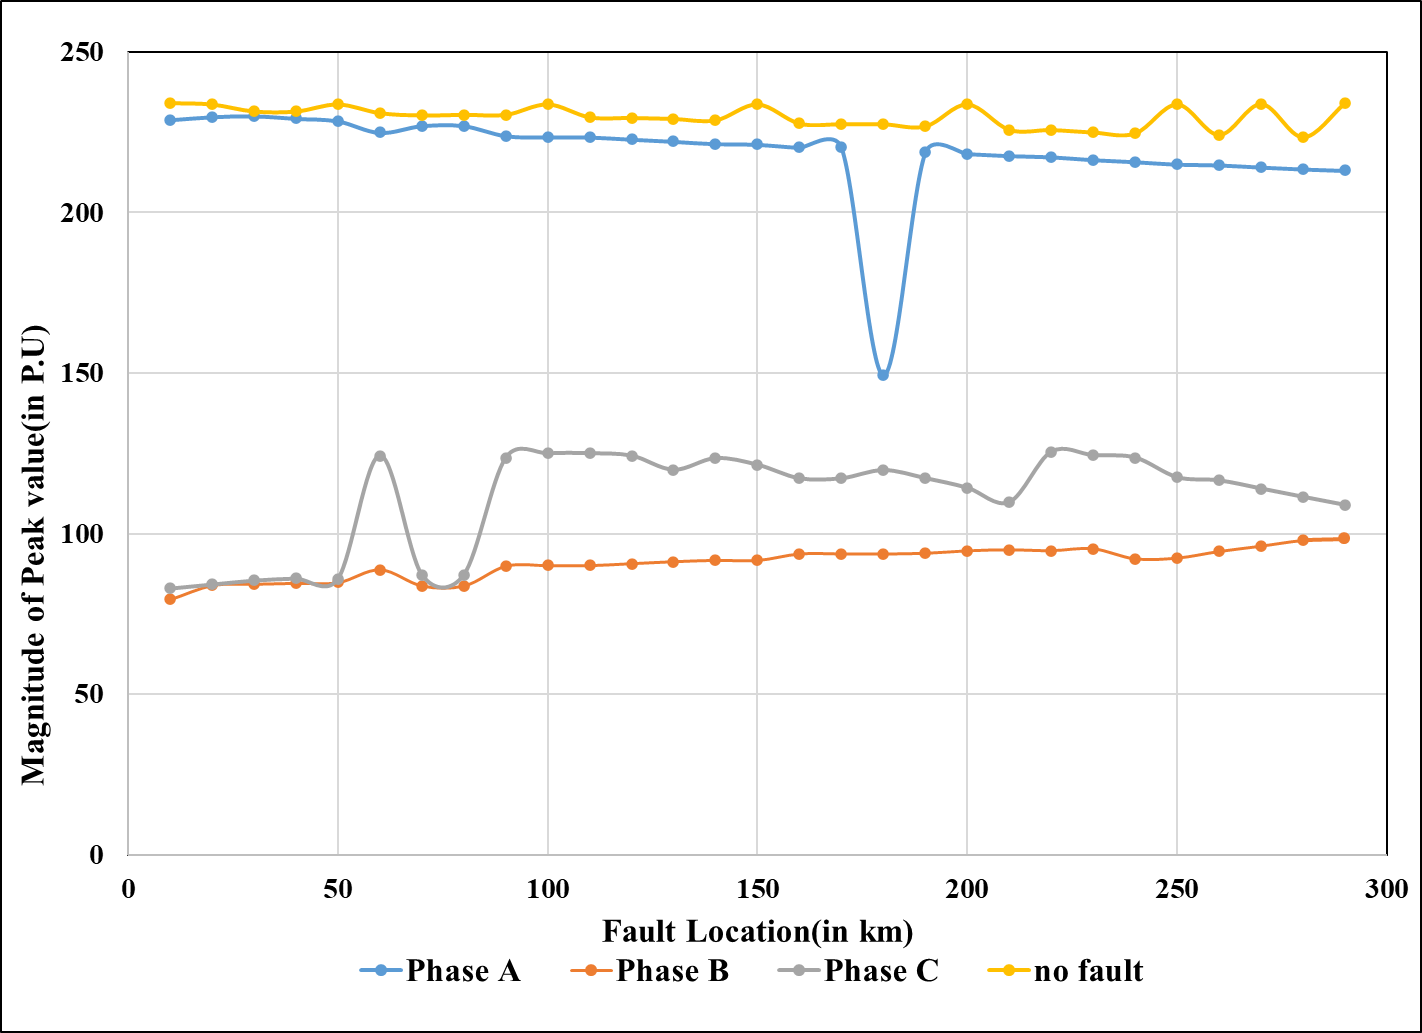 250
200
150
100
50
0
Magnitude of Peak value(in P.U)
0 50 100 150 200 250 300
Fault Location(in km)
Phase A Phase B Phase C no fault